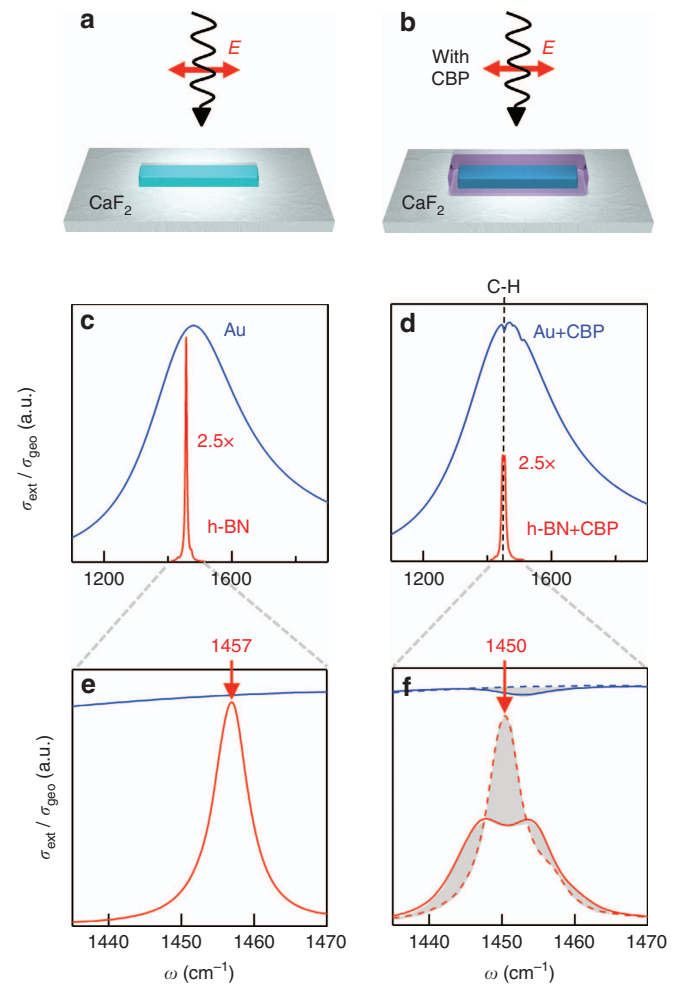 a
E
CaF2
b
With
CBP
E
CaF2
c
Au
2.5×
h-BN
1200
1600
σext / σgeo (a.u.)
C-H
d
Au+CBP
2.5×
h-BN+CBP
1200
1600
1457
e
1440
1450
1460
1470
ω (cm−1)
σext / σgeo (a.u.)
1450
f
1440
1450
1460
1470
ω (cm−1)